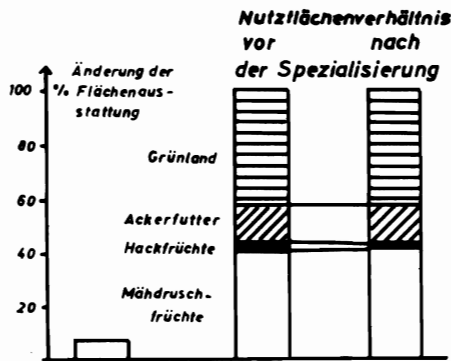 Nutzflächenverhältnis
vor nach
der Spezialisierung
Änderung der
% Flächenaus-
stattung
100
80
60
40
20
Grünland
Ackerfutter
Hackfrüchte
Mähdrusch-
früchte